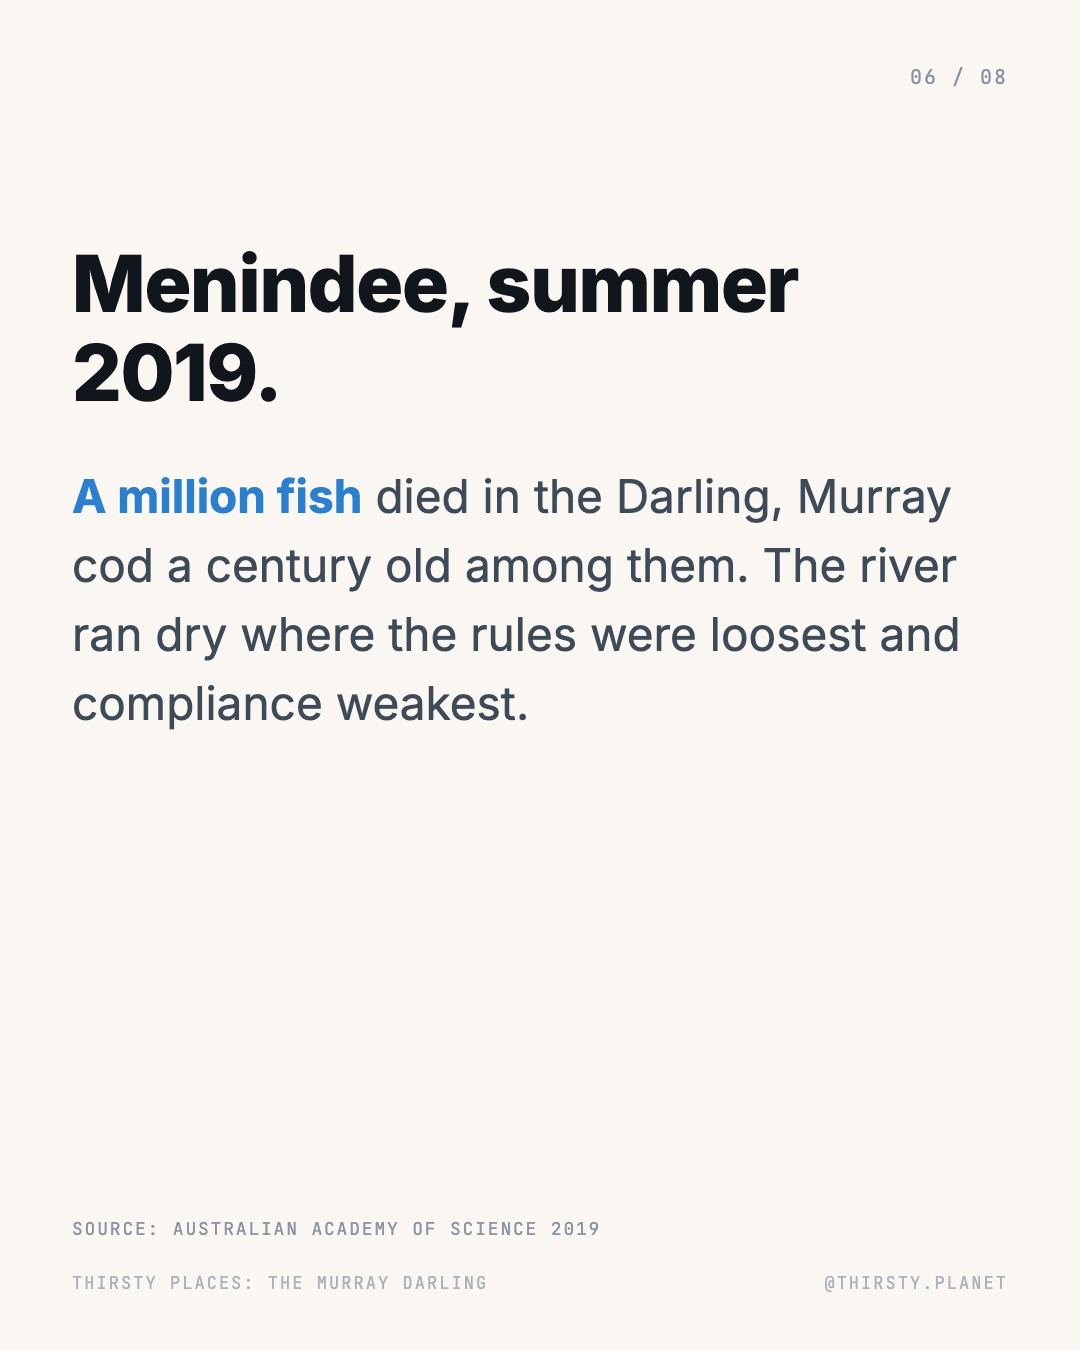 06 / 08
Menindee, summer
2019.
A million fish died in the Darling, Murray
cod a century old among them. The river
ran dry where the rules were loosest and
compliance weakest.
SOURCE: AUSTRALIAN ACADEMY OF SCIENCE 2019
THIRSTY PLACES: THE MURRAY DARLING
@THIRSTY.PLANET